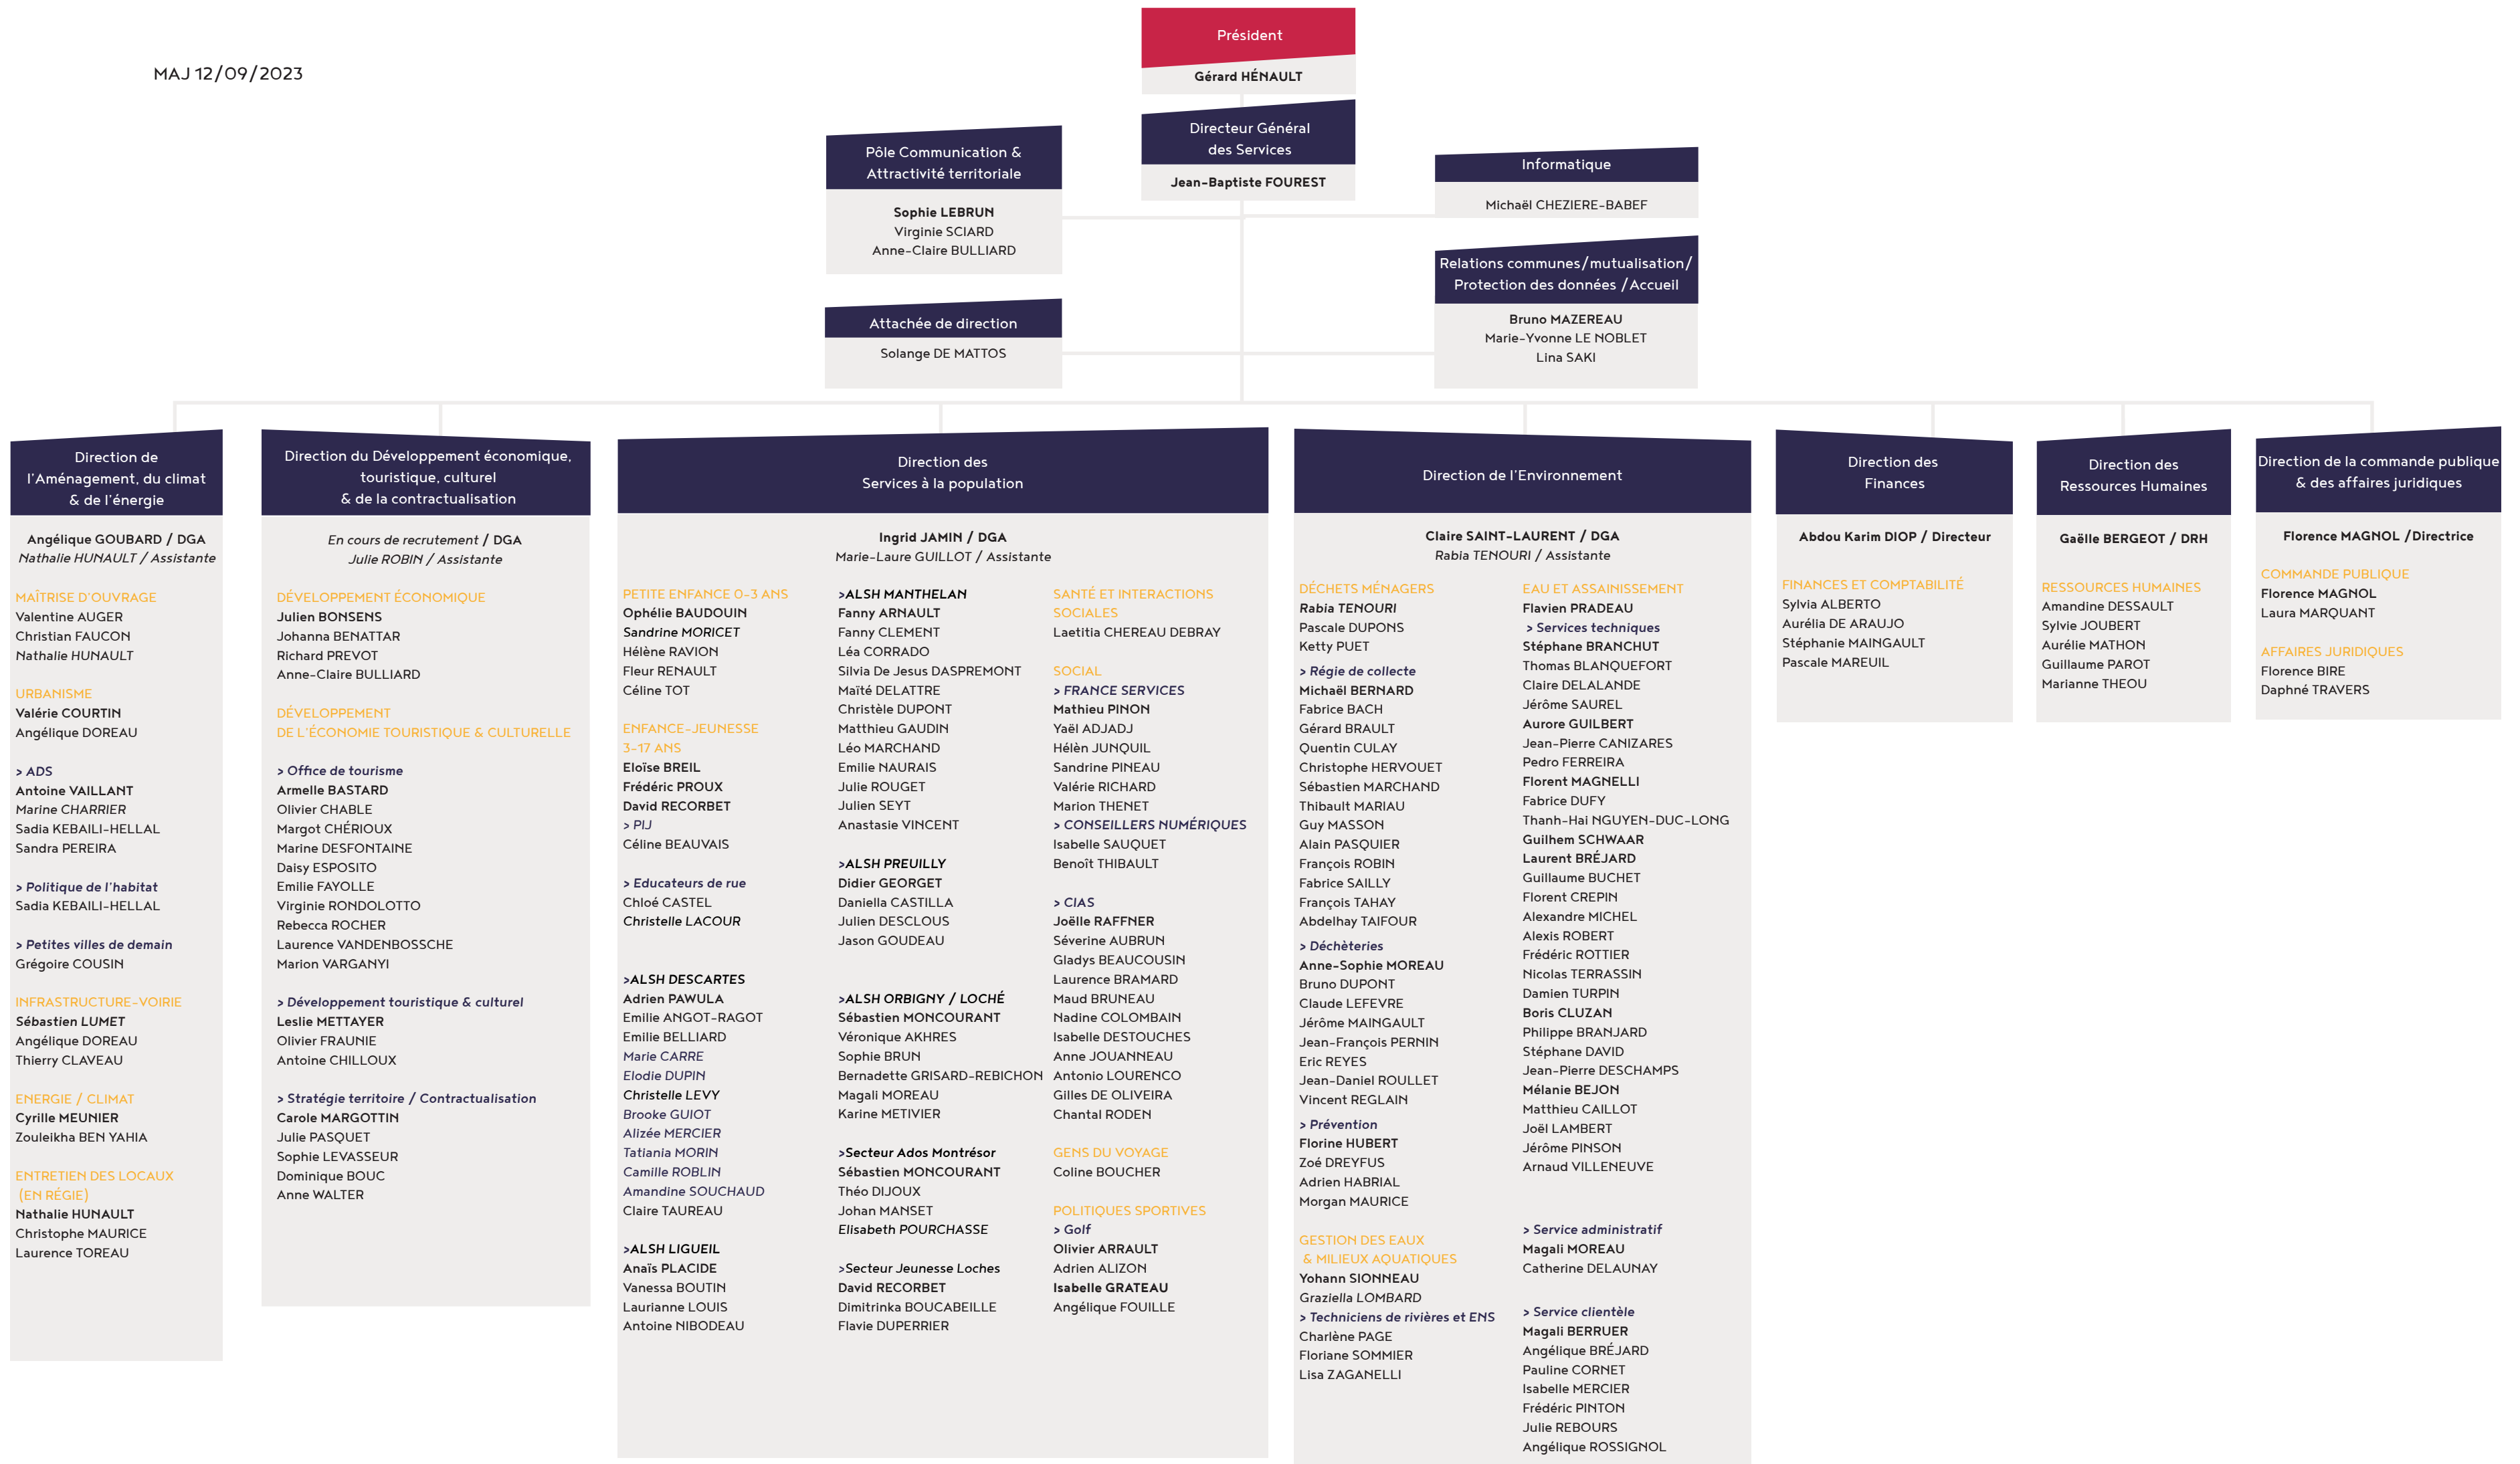 MAJ 12/09/2023
Président
Gérard HÉNAULT
Directeur Général
des Services
Jean-Baptiste FOUREST
Pôle Communication &
Attractivité territoriale
Sophie LEBRUN
Virginie SCIARD
Anne-Claire BULLIARD
Informatique
Michaël CHEZIERE-BABEF
Attachée de direction
Solange DE MATTOS
Relations communes/mutualisation/
Protection des données /Accueil
Bruno MAZEREAU
Marie-Yvonne LE NOBLET
Lina SAKI
Direction de
l'Aménagement, du climat
& de l'énergie
Angélique GOUBARD / DGA
Nathalie HUNAULT / Assistante
MAÎTRISE D'OUVRAGE
Valentine AUGER
Christian FAUCON
Nathalie HUNAULT
URBANISME
Valérie COURTIN
Angélique DOREAU
> ADS
Antoine VAILLANT
Marine CHARRIER
Sadia KEBAILI-HELLAL
Sandra PEREIRA
> Politique de l'habitat
Sadia KEBAILI-HELLAL
> Petites villes de demain
Grégoire COUSIN
INFRASTRUCTURE-VOIRIE
Sébastien LUMET
Angélique DOREAU
Thierry CLAVEAU
ENERGIE / CLIMAT
Cyrille MEUNIER
Zouleikha BEN YAHIA
ENTRETIEN DES LOCAUX
(EN RÉGIE)
Nathalie HUNAULT
Christophe MAURICE
Laurence TOREAU
Direction du Développement économique,
touristique, culturel
& de la contractualisation
En cours de recrutement / DGA
Julie ROBIN / Assistante
DÉVELOPPEMENT ÉCONOMIQUE
Julien BONSENS
Johanna BENATTAR
Richard PREVOT
Anne-Claire BULLIARD
DÉVELOPPEMENT
DE L'ÉCONOMIE TOURISTIQUE & CULTURELLE
> Office de tourisme
Armelle BASTARD
Olivier CHABLE
Margot CHÉRIOUX
Marine DESFONTAINE
Daisy ESPOSITO
Emilie FAYOLLE
Virginie RONDOLOTTO
Rebecca ROCHER
Laurence VANDENBOSSCHE
Marion VARGANYI
> Développement touristique & culturel
Leslie METTAYER
Olivier FRAUNIE
Antoine CHILLOUX
> Stratégie territoire / Contractualisation
Carole MARGOTTIN
Julie PASQUET
Sophie LEVASSEUR
Dominique BOUC
Anne WALTER
Direction des
Services à la population
Ingrid JAMIN / DGA
Marie-Laure GUILLOT / Assistante
PETITE ENFANCE 0-3 ANS
Ophélie BAUDOUIN
Sandrine MORICET
Hélène RAVION
Fleur RENAULT
Céline TOT
ENFANCE-JEUNESSE
3-17 ANS
Eloïse BREIL
Frédéric PROUX
David RECORBET
> PIJ
Céline BEAUVAIS
> Educateurs de rue
Chloé CASTEL
Christelle LACOUR
>ALSH DESCARTES
Adrien PAWULA
Emilie ANGOT-RAGOT
Emilie BELLIARD
Marie CARRE
Elodie DUPIN
Christelle LEVY
Brooke GUIOT
Alizée MERCIER
Tatiania MORIN
Camille ROBLIN
Amandine SOUCHAUD
Claire TAUREAU
>ALSH LIGUEIL
Anaïs PLACIDE
Vanessa BOUTIN
Laurianne LOUIS
Antoine NIBODEAU
>ALSH MANTHELAN
Fanny ARNAULT
Fanny CLEMENT
Léa CORRADO
Silvia De Jesus DASPREMONT
Maïté DELATTRE
Christèle DUPONT
Matthieu GAUDIN
Léo MARCHAND
Emilie NAURAIS
Julie ROUGET
Julien SEYT
Anastasie VINCENT
>ALSH PREUILLY
Didier GEORGET
Daniella CASTILLA
Julien DESCLOUS
Jason GOUDEAU
>ALSH ORBIGNY / LOCHÉ
Sébastien MONCOURANT
Véronique AKHRES
Sophie BRUN
Bernadette GRISARD-REBICHON
Magali MOREAU
Karine METIVIER
>Secteur Ados Montrésor
Sébastien MONCOURANT
Théo DIJOUX
Johan MANSET
Elisabeth POURCHASSE
>Secteur Jeunesse Loches
David RECORBET
Dimitrinka BOUCABEILLE
Flavie DUPERRIER
SANTÉ ET INTERACTIONS
SOCIALES
Laetitia CHEREAU DEBRAY
SOCIAL
> FRANCE SERVICES
Mathieu PINON
Yaël ADJADJ
Hélèn JUNQUIL
Sandrine PINEAU
Valérie RICHARD
Marion THENET
> CONSEILLERS NUMÉRIQUES
Isabelle SAUQUET
Benoît THIBAULT
> CIAS
Joëlle RAFFNER
Séverine AUBRUN
Gladys BEAUCOUSIN
Laurence BRAMARD
Maud BRUNEAU
Nadine COLOMBAIN
Isabelle DESTOUCHES
Anne JOUANNEAU
Antonio LOURENCO
Gilles DE OLIVEIRA
Chantal RODEN
GENS DU VOYAGE
Coline BOUCHER
POLITIQUES SPORTIVES
> Golf
Olivier ARRAULT
Adrien ALIZON
Isabelle GRATEAU
Angélique FOUILLE
Direction de l'Environnement
Claire SAINT-LAURENT / DGA
Rabia TENOURI / Assistante
DÉCHETS MÉNAGERS
Rabia TENOURI
Pascale DUPONS
Ketty PUET
> Régie de collecte
Michaël BERNARD
Fabrice BACH
Gérard BRAULT
Quentin CULAY
Christophe HERVOUET
Sébastien MARCHAND
Thibault MARIAU
Guy MASSON
Alain PASQUIER
François ROBIN
Fabrice SAILLY
François TAHAY
Abdelhay TAIFOUR
> Déchèteries
Anne-Sophie MOREAU
Bruno DUPONT
Claude LEFEVRE
Jérôme MAINGAULT
Jean-François PERNIN
Eric REYES
Jean-Daniel ROULLET
Vincent REGLAIN
> Prévention
Florine HUBERT
Zoé DREYFUS
Adrien HABRIAL
Morgan MAURICE
GESTION DES EAUX
& MILIEUX AQUATIQUES
Yohann SIONNEAU
Graziella LOMBARD
> Techniciens de rivières et ENS
Charlène PAGE
Floriane SOMMIER
Lisa ZAGANELLI
EAU ET ASSAINISSEMENT
Flavien PRADEAU
> Services techniques
Stéphane BRANCHUT
Thomas BLANQUEFORT
Claire DELALANDE
Jérôme SAUREL
Aurore GUILBERT
Jean-Pierre CANIZARES
Pedro FERREIRA
Florent MAGNELLI
Fabrice DUFY
Thanh-Hai NGUYEN-DUC-LONG
Guilhem SCHWAAR
Laurent BRÉJARD
Guillaume BUCHET
Florent CREPIN
Alexandre MICHEL
Alexis ROBERT
Frédéric ROTTIER
Nicolas TERRASSIN
Damien TURPIN
Boris CLUZAN
Philippe BRANJARD
Stéphane DAVID
Jean-Pierre DESCHAMPS
Mélanie BEJON
Matthieu CAILLOT
Joël LAMBERT
Jérôme PINSON
Arnaud VILLENEUVE
> Service administratif
Magali MOREAU
Catherine DELAUNAY
> Service clientèle
Magali BERRUER
Angélique BRÉJARD
Pauline CORNET
Isabelle MERCIER
Frédéric PINTON
Julie REBOURS
Angélique ROSSIGNOL
Direction des
Finances
Abdou Karim DIOP / Directeur
FINANCES ET COMPTABILITÉ
Sylvia ALBERTO
Aurélia DE ARAUJO
Stéphanie MAINGAULT
Pascale MAREUIL
Direction des
Ressources Humaines
Gaëlle BERGEOT / DRH
RESSOURCES HUMAINES
Amandine DESSAULT
Sylvie JOUBERT
Aurélie MATHON
Guillaume PAROT
Marianne THEOU
Direction de la commande publique
& des affaires juridiques
Florence MAGNOL /Directrice
COMMANDE PUBLIQUE
Florence MAGNOL
Laura MARQUANT
AFFAIRES JURIDIQUES
Florence BIRE
Daphné TRAVERS